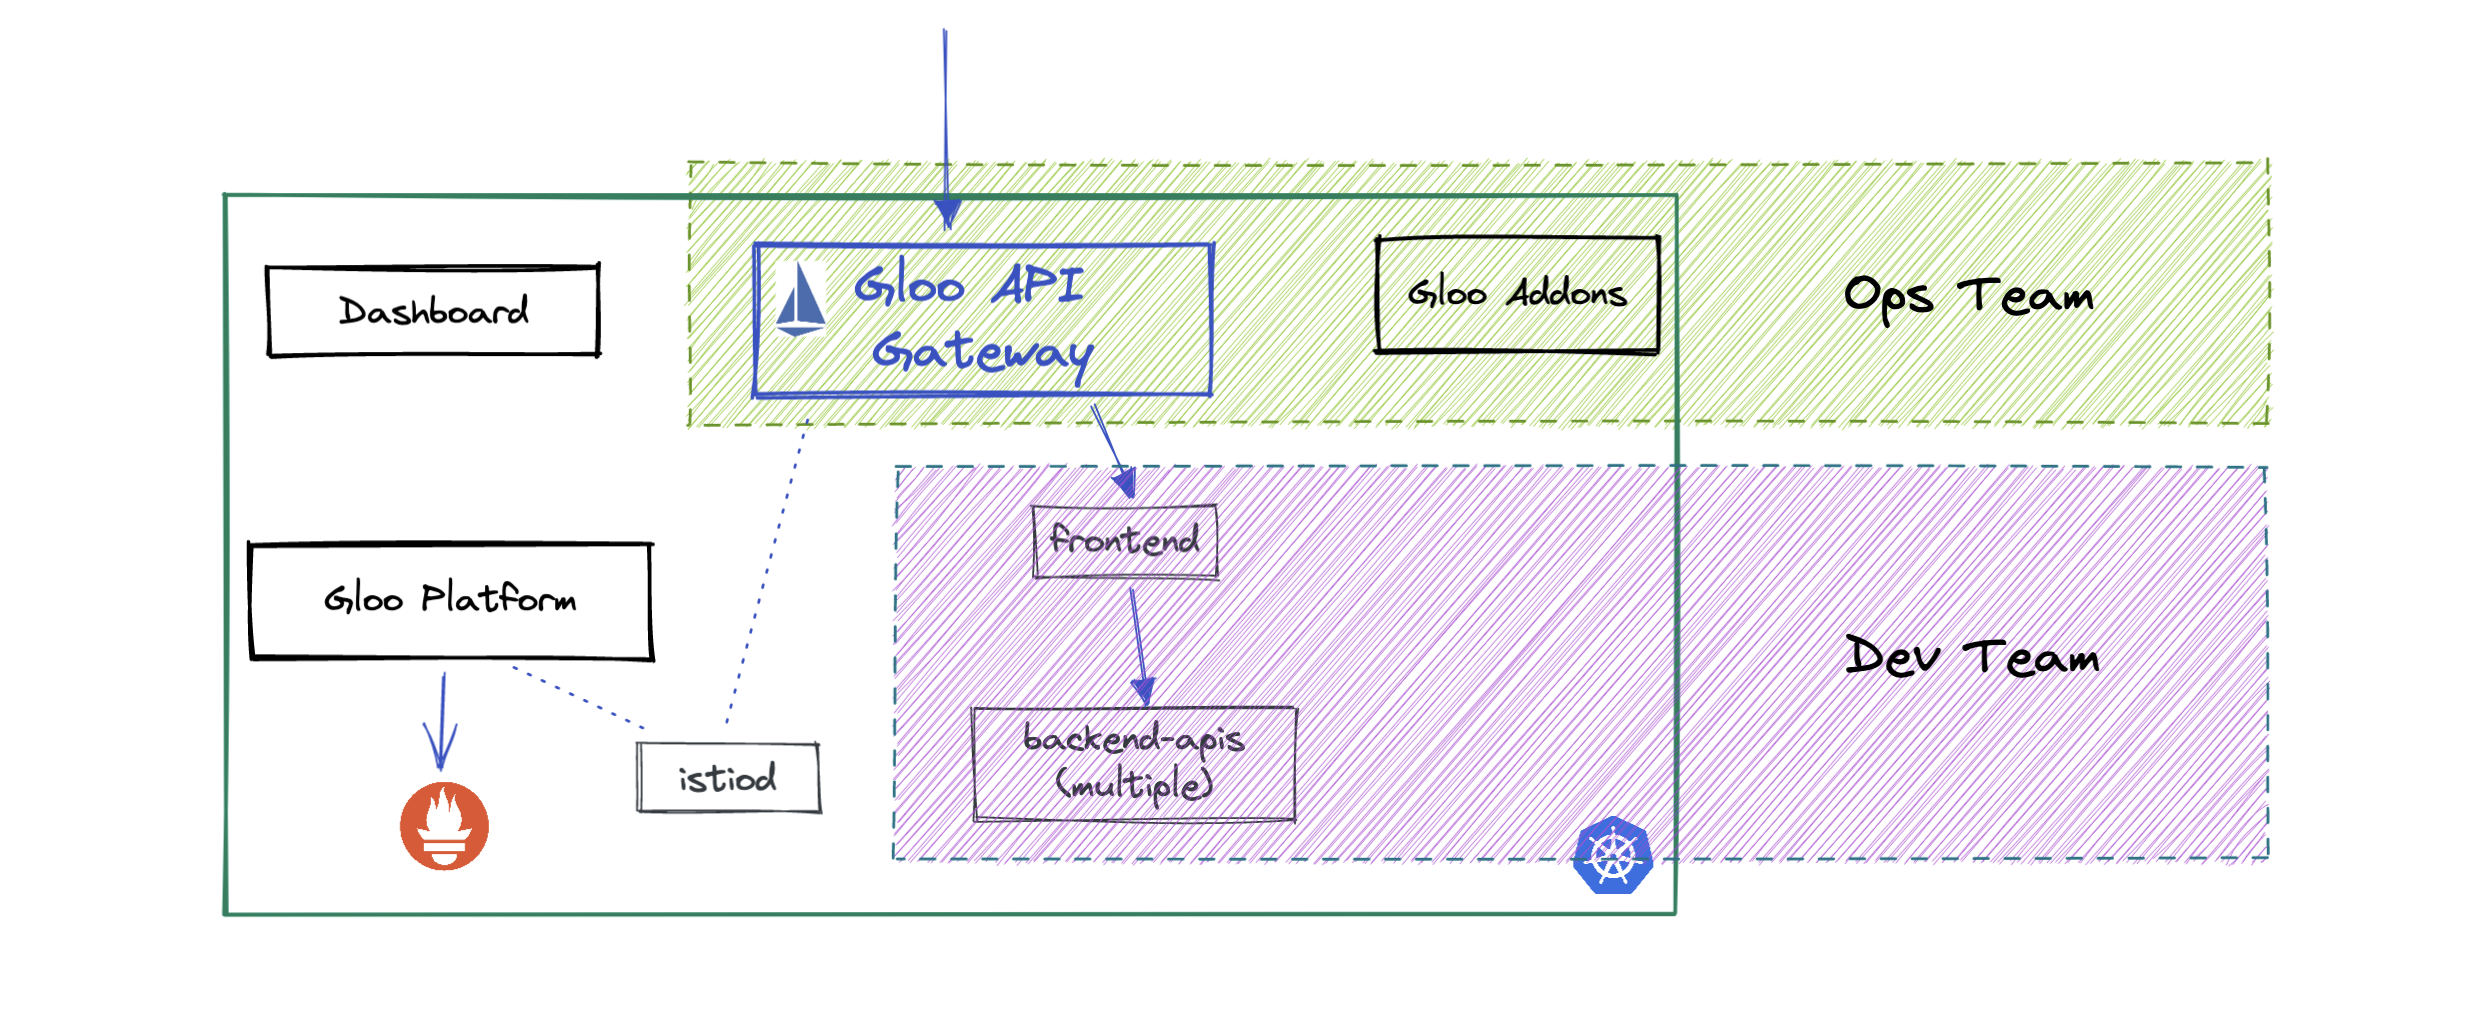 Dashboard
Gloo API
Gateway
Gloo Addons
Ops Team
Gloo Platform
frontend
Dev Team
istiod
backend-apis
(multiple)